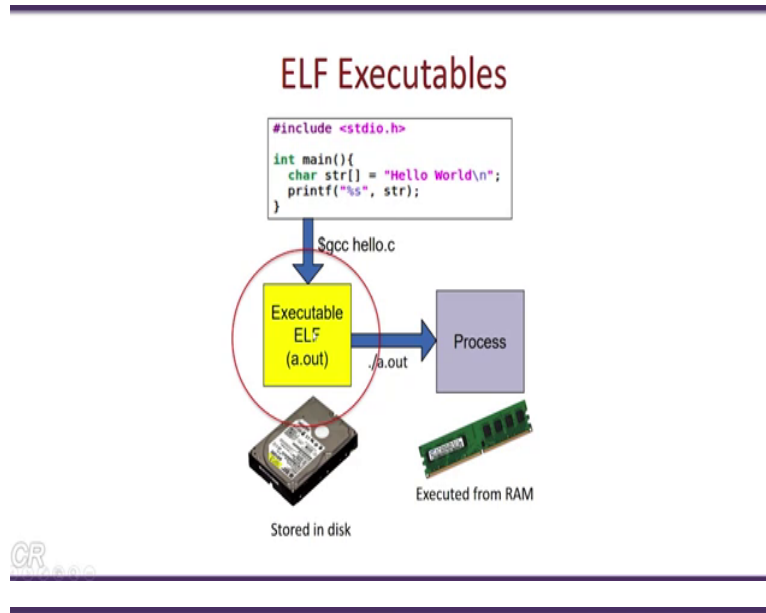 ELF Executables
#include <stdio.h>
int main(){
char str[] = "Hello World\n";
printf("%s", str);
}
$gcc hello.c
Executable
ELF
(a.out)
./a.out
Process
Executed from RAM
Stored in disk
CR